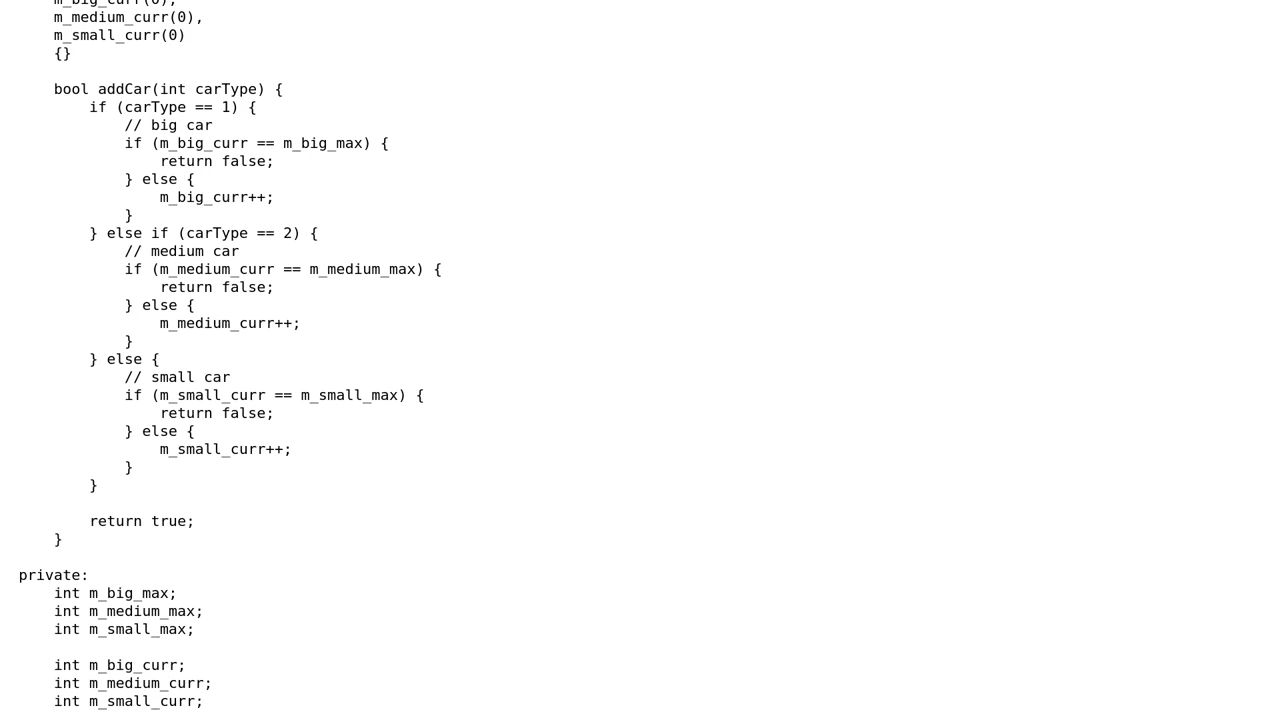 m_big_curr(0),
    m_medium_curr(0),
    m_small_curr(0)
    {}

    bool addCar(int carType) {
        if (carType == 1) {
            // big car
            if (m_big_curr == m_big_max) {
                return false;
            } else {
                m_big_curr++;
            }
        } else if (carType == 2) {
            // medium car
            if (m_medium_curr == m_medium_max) {
                return false;
            } else {
                m_medium_curr++;
            }
        } else {
            // small car
            if (m_small_curr == m_small_max) {
                return false;
            } else {
                m_small_curr++;
            }
        }

        return true;
    }

private:
    int m_big_max;
    int m_medium_max;
    int m_small_max;

    int m_big_curr;
    int m_medium_curr;
    int m_small_curr;